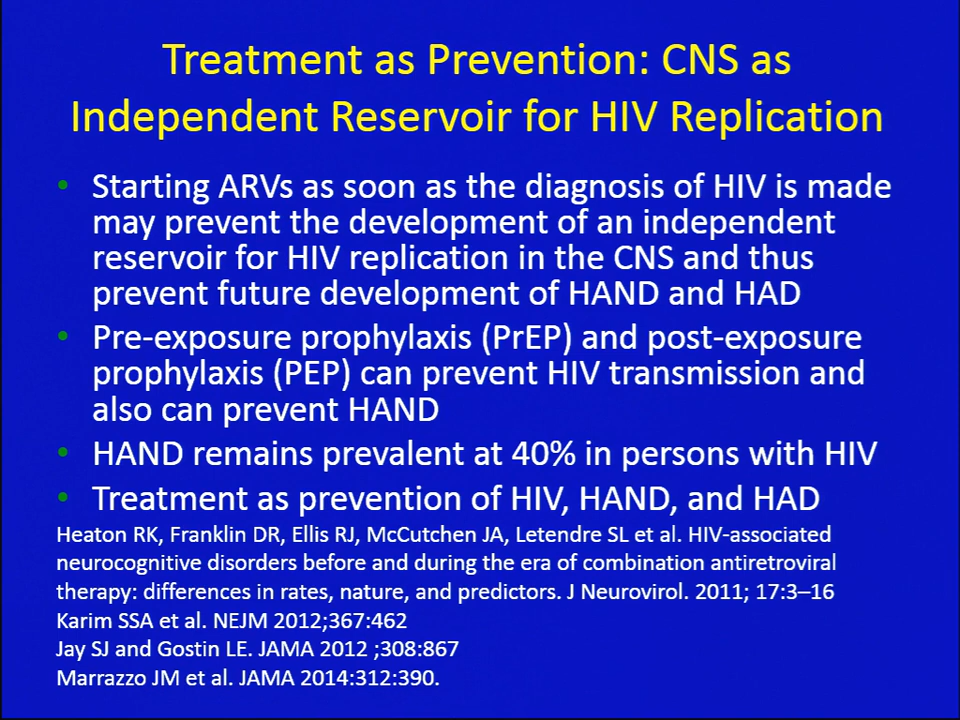 Treatment as Prevention: CNS as
Independent Reservoir for HIV Replication
• Starting ARVs as soon as the diagnosis of HIV is made
may prevent the development of an independent
reservoir for HIV replication in the CNS and thus
prevent future development of HAND and HAD
• Pre-exposure prophylaxis (PrEP) and post-exposure
prophylaxis (PEP) can prevent HIV transmission and
also can prevent HAND
• HAND remains prevalent at 40% in persons with HIV
• Treatment as prevention of HIV, HAND, and HAD
Heaton RK, Franklin DR, Ellis RJ, McCutchen JA, Letendre SL et al. HIV-associated
neurocognitive disorders before and during the era of combination antiretroviral
therapy: differences in rates, nature, and predictors. J Neurovirol. 2011; 17:3–16
Karim SSA et al. NEJM 2012;367:462
Jay SJ and Gostin LE. JAMA 2012 ;308:867
Marrazzo JM et al. JAMA 2014:312:390.